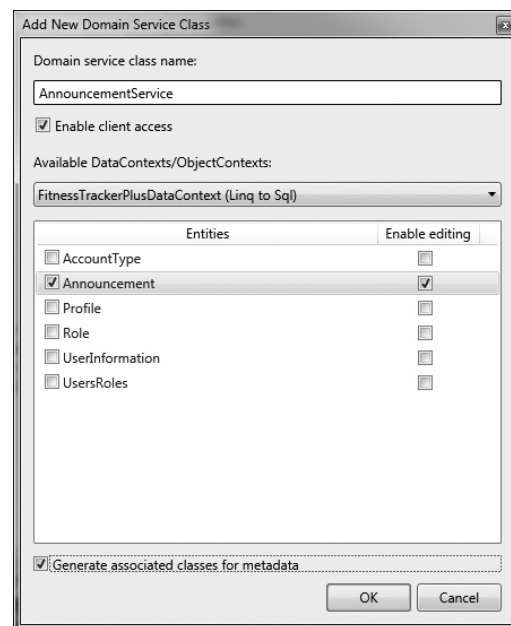 Add New Domain Service Class
Domain service class name:
AnnouncementService
Enable client access
Available DataContexts/ObjectContexts:
FitnessTrackerPlusDataContext (Linq to Sql)
Entities Enable editing
AccountType
Announcement
Profile
Role
UserInformation
UsersRoles
Generate associated classes for metadata
OK Cancel